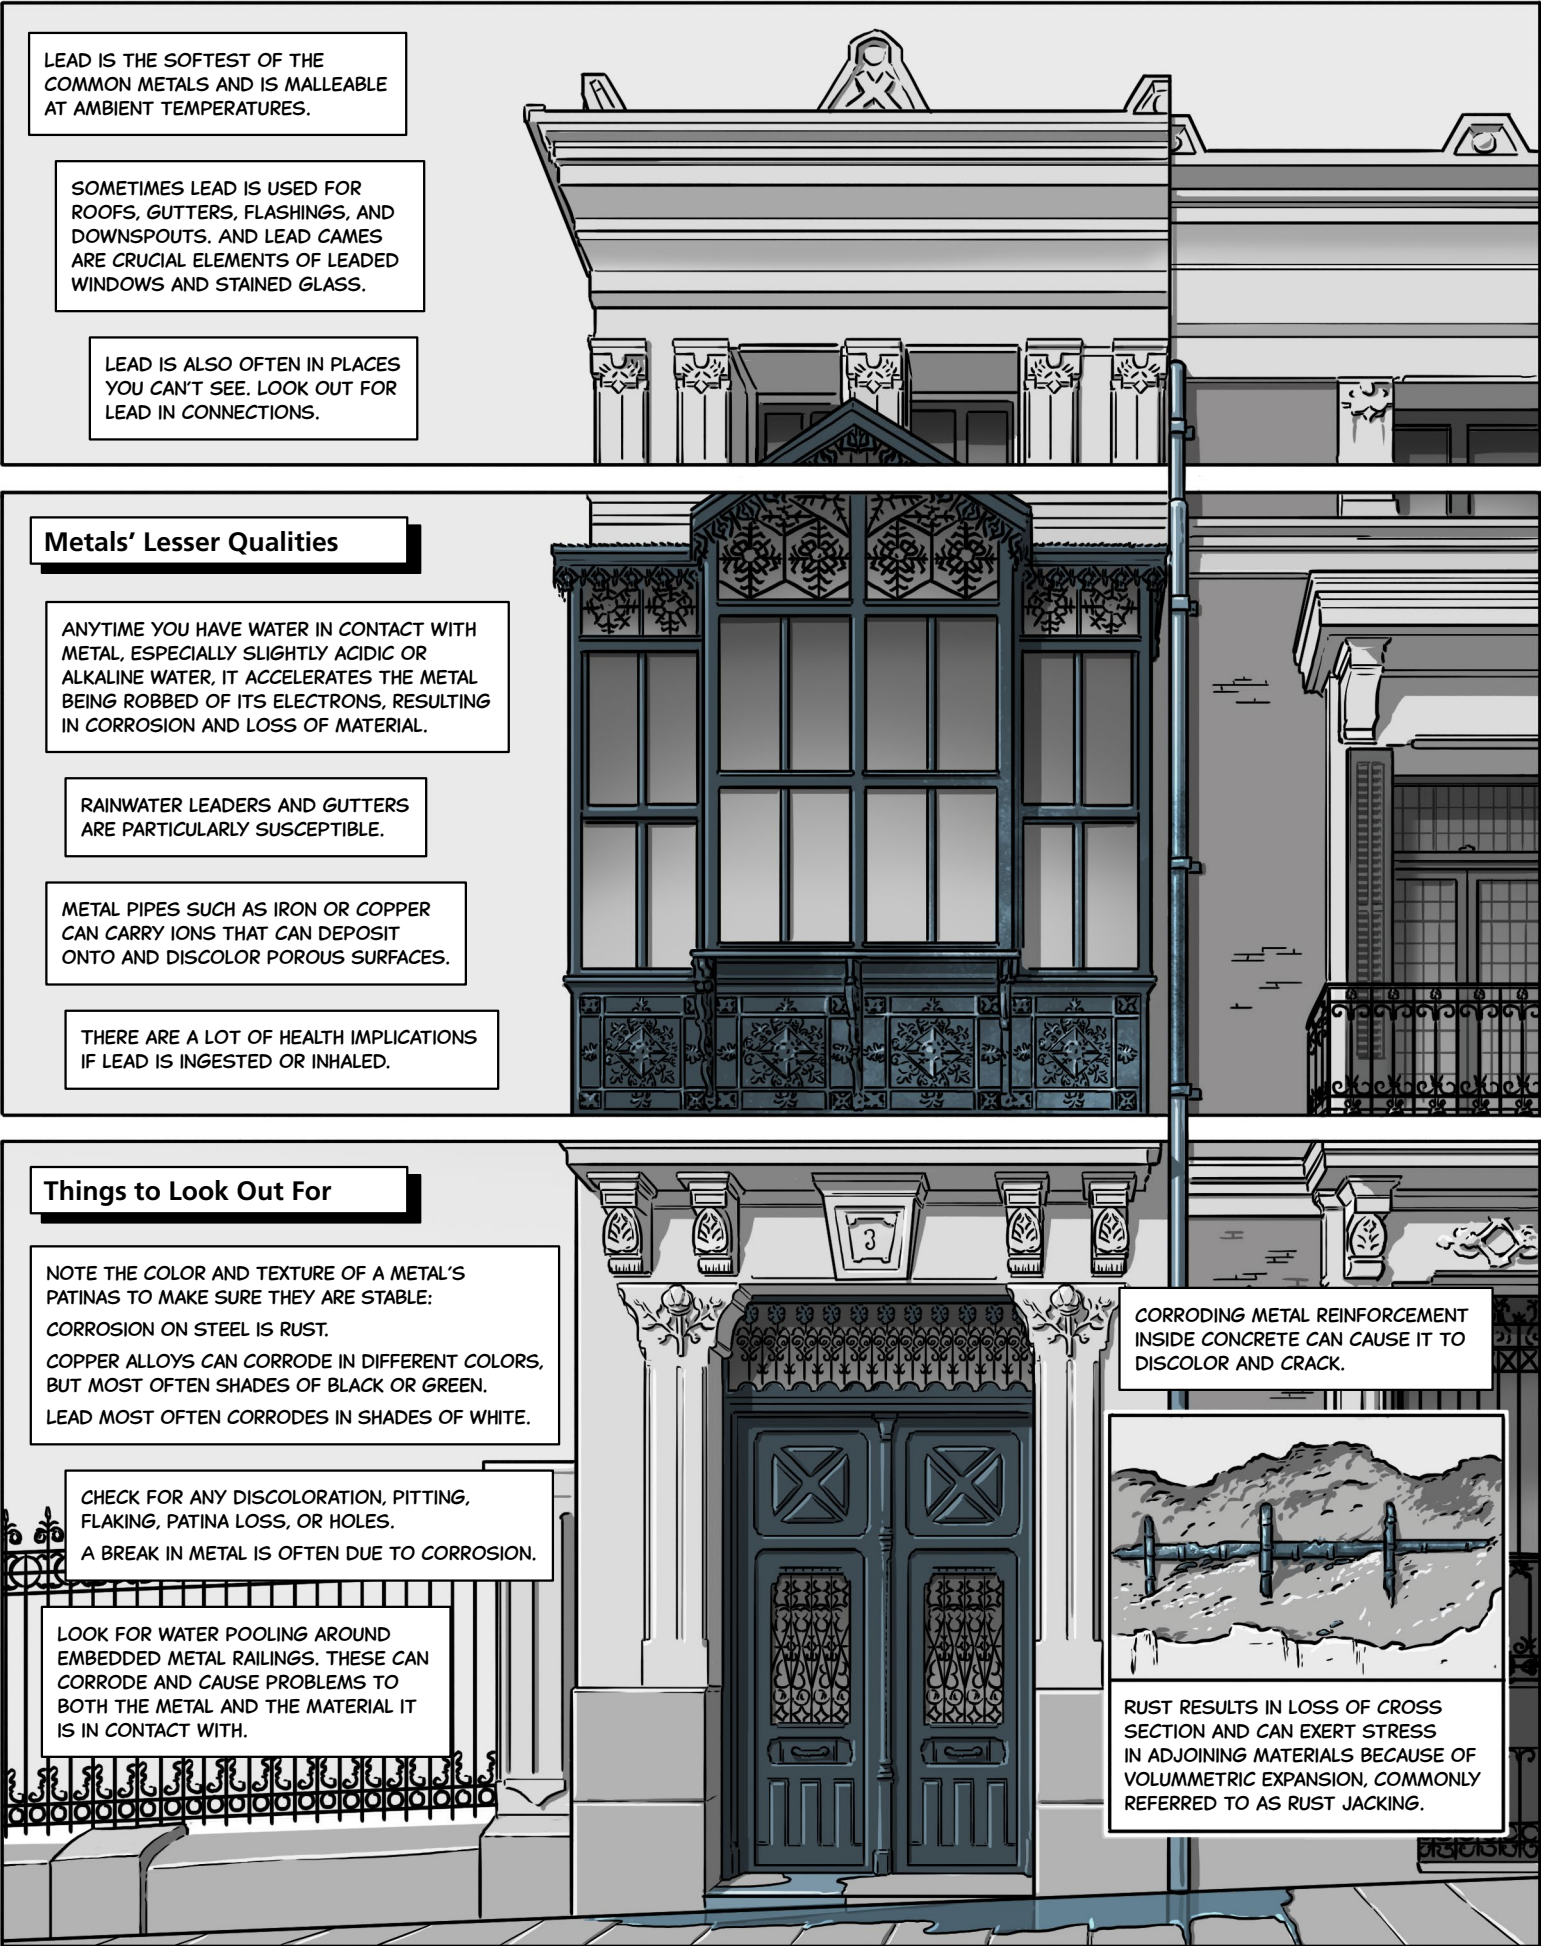 LEAD IS THE SOFTEST OF THE
COMMON METALS AND IS MALLEABLE
AT AMBIENT TEMPERATURES.
SOMETIMES LEAD IS USED FOR
ROOFS, GUTTERS, FLASHINGS, AND
DOWNSPOUTS. AND LEAD CAMES
ARE CRUCIAL ELEMENTS OF LEADED
WINDOWS AND STAINED GLASS.
LEAD IS ALSO OFTEN IN PLACES
YOU CAN'T SEE. LOOK OUT FOR
LEAD IN CONNECTIONS.
Metals' Lesser Qualities
ANYTIME YOU HAVE WATER IN CONTACT WITH
METAL, ESPECIALLY SLIGHTLY ACIDIC OR
ALKALINE WATER, IT ACCELERATES THE METAL
BEING ROBBED OF ITS ELECTRONS, RESULTING
IN CORROSION AND LOSS OF MATERIAL.
RAINWATER LEADERS AND GUTTERS
ARE PARTICULARLY SUSCEPTIBLE.
METAL PIPES SUCH AS IRON OR COPPER
CAN CARRY IONS THAT CAN DEPOSIT
ONTO AND DISCOLOR POROUS SURFACES.
THERE ARE A LOT OF HEALTH IMPLICATIONS
IF LEAD IS INGESTED OR INHALED.
Things to Look Out For
NOTE THE COLOR AND TEXTURE OF A METAL'S
PATINAS TO MAKE SURE THEY ARE STABLE:
CORROSION ON STEEL IS RUST.
COPPER ALLOYS CAN CORRODE IN DIFFERENT COLORS,
BUT MOST OFTEN SHADES OF BLACK OR GREEN.
LEAD MOST OFTEN CORRODES IN SHADES OF WHITE.
CHECK FOR ANY DISCOLORATION, PITTING,
FLAKING, PATINA LOSS, OR HOLES.
A BREAK IN METAL IS OFTEN DUE TO CORROSION.
LOOK FOR WATER POOLING AROUND
EMBEDDED METAL RAILINGS. THESE CAN
CORRODE AND CAUSE PROBLEMS TO
BOTH THE METAL AND THE MATERIAL IT
IS IN CONTACT WITH.
3
CORRODING METAL REINFORCEMENT
INSIDE CONCRETE CAN CAUSE IT TO
DISCOLOR AND CRACK.
RUST RESULTS IN LOSS OF CROSS
SECTION AND CAN EXERT STRESS
IN ADJOINING MATERIALS BECAUSE OF
VOLUMMETRIC EXPANSION, COMMONLY
REFERRED TO AS RUST JACKING.